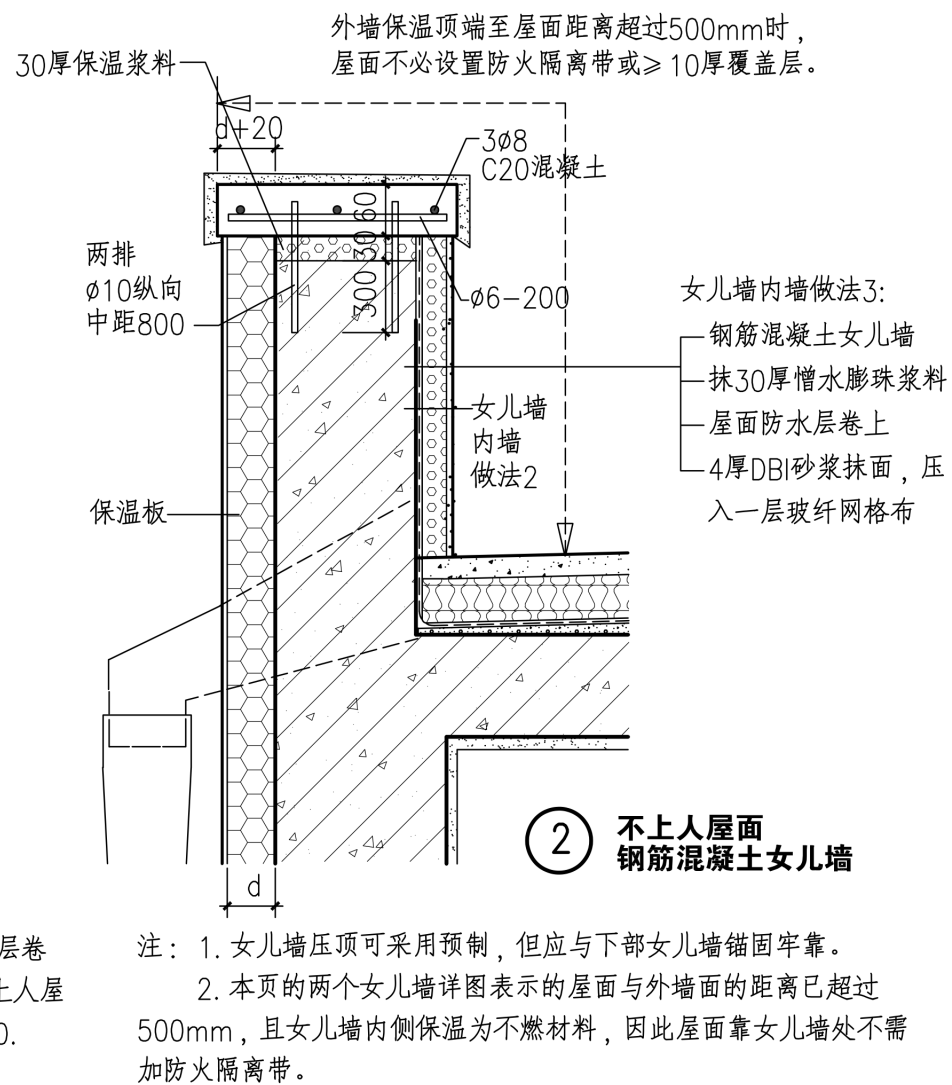 外墙保温顶端至屋面距离超过500mm时，
屋面不必设置防火隔离带或≥10厚覆盖层。
30厚保温浆料
d+20
3ø8
C20混凝土
60
30
300
两排
ø10纵向
中距800
ø6-200
女儿墙内墙做法3:
钢筋混凝土女儿墙
抹30厚憎水膨珠浆料
屋面防水层卷上
4厚DBI砂浆抹面，压
入一层玻纤网格布
女儿墙
内墙
做法2
保温板
2
不上人屋面
钢筋混凝土女儿墙
d
层卷
上人屋
0.
注：1.女儿墙压顶可采用预制，但应与下部女儿墙锚固牢靠。
2.本页的两个女儿墙详图表示的屋面与外墙面的距离已超过
500mm，且女儿墙内侧保温为不燃材料，因此屋面靠女儿墙处不需
加防火隔离带。